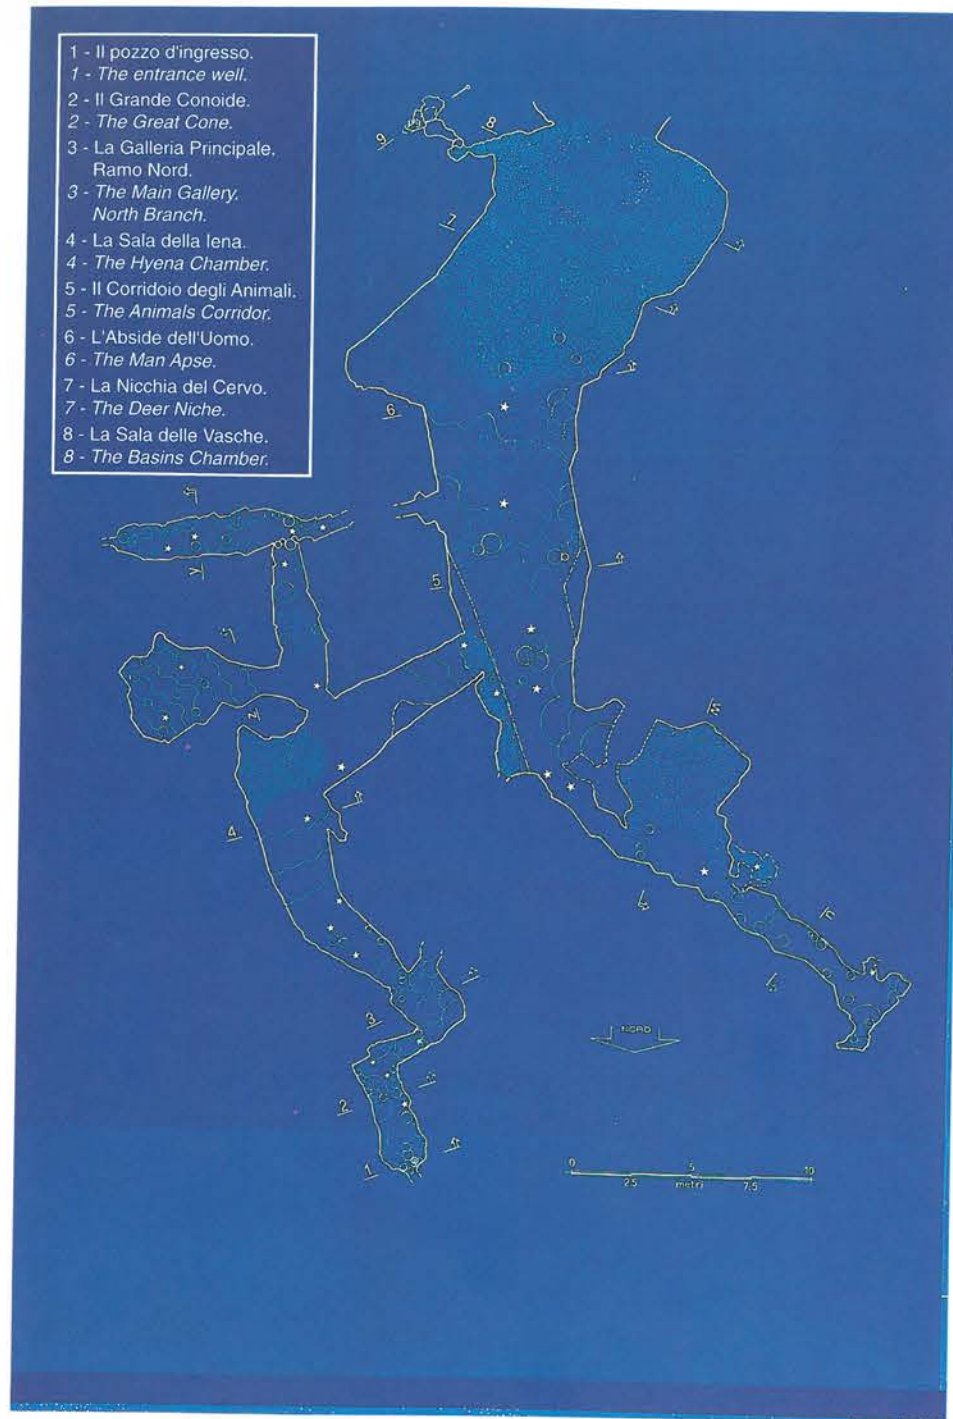 1 - Il pozzo d'ingresso.
1 - The entrance well.
2 - Il Grande Conoide.
2 - The Great Cone.
3 - La Galleria Principale.
Ramo Nord.
3 - The Main Gallery.
North Branch.
4 - La Sala della Iena.
4 - The Hyena Chamber.
5 - Il Corridoio degli Animali.
5 - The Animals Corridor.
6 - L'Abside dell'Uomo.
6 - The Man Apse.
7 - La Nicchia del Cervo.
7 - The Deer Niche.
8 - La Sala delle Vasche.
8 - The Basins Chamber.
9
8
7
6
5
4
3
2
1
NORD
0 5 10
2.5 metri 7.5